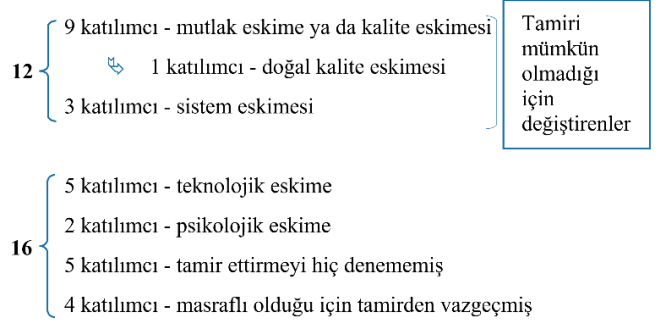 9 katılımcı - mutlak eskime ya da kalite eskimesi
12
1 katılımcı - doğal kalite eskimesi
3 katılımcı - sistem eskimesi
Tamiri
mümkün
olmadığı
için
değiştirenler
5 katılımcı - teknolojik eskime
2 katılımcı - psikolojik eskime
16
5 katılımcı - tamir ettirmeyi hiç denememiş
4 katılımcı - masraflı olduğu için tamirden vazgeçmiş